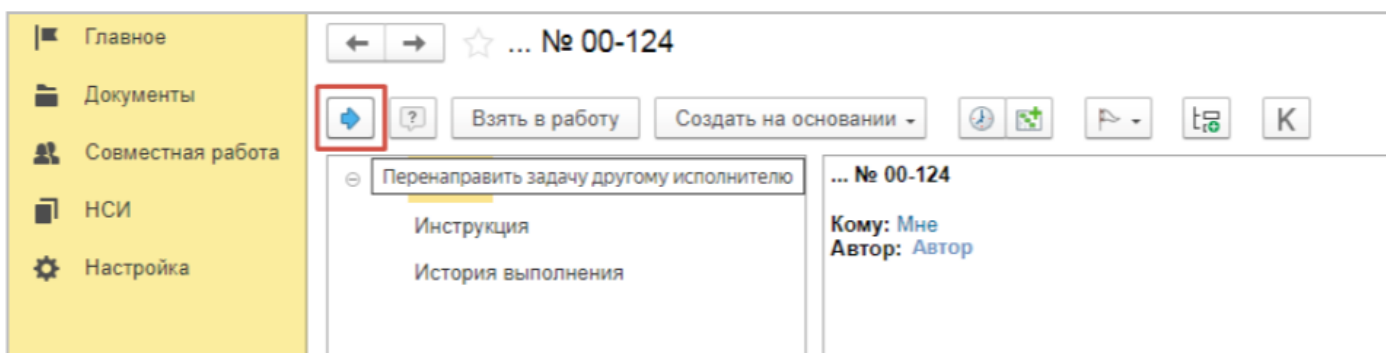 Главное
Документы
Совместная работа
НСИ
Настройка
... № 00-124
Взять в работу
Создать на основании
K
Перенаправить задачу другому исполнителю
Инструкция
История выполнения
... № 00-124
Кому: Мне
Автор: Автор